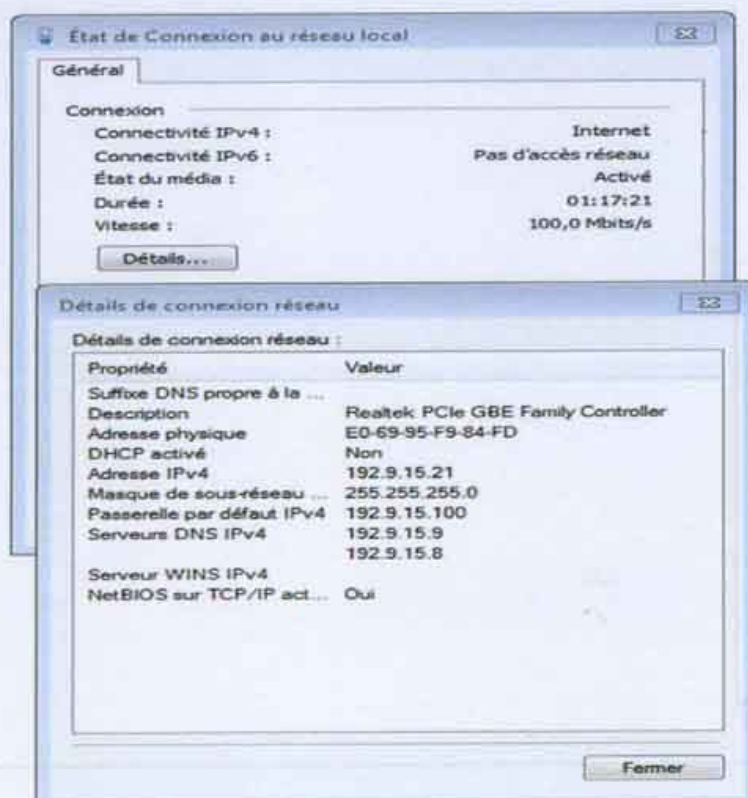 État de Connexion au réseau local
Général
Connexion
Connectivité IPv4 : Internet
Connectivité IPv6 : Pas d'accès réseau
État du média : Activé
Durée : 01:17:21
Vitesse : 100,0 Mbits/s
Détails...
Détails de connexion réseau
Détails de connexion réseau :
Propriété Valeur
Suffixe DNS propre à la ...
Description Realtek PCIe GBE Family Controller
Adresse physique E0-69-95-F9-84-FD
DHCP activé Non
Adresse IPv4 192.9.15.21
Masque de sous-réseau ... 255.255.255.0
Passerelle par défaut IPv4 192.9.15.100
Serveurs DNS IPv4 192.9.15.9
192.9.15.8
Serveur WINS IPv4
NetBIOS sur TCP/IP act... Oui
Fermer